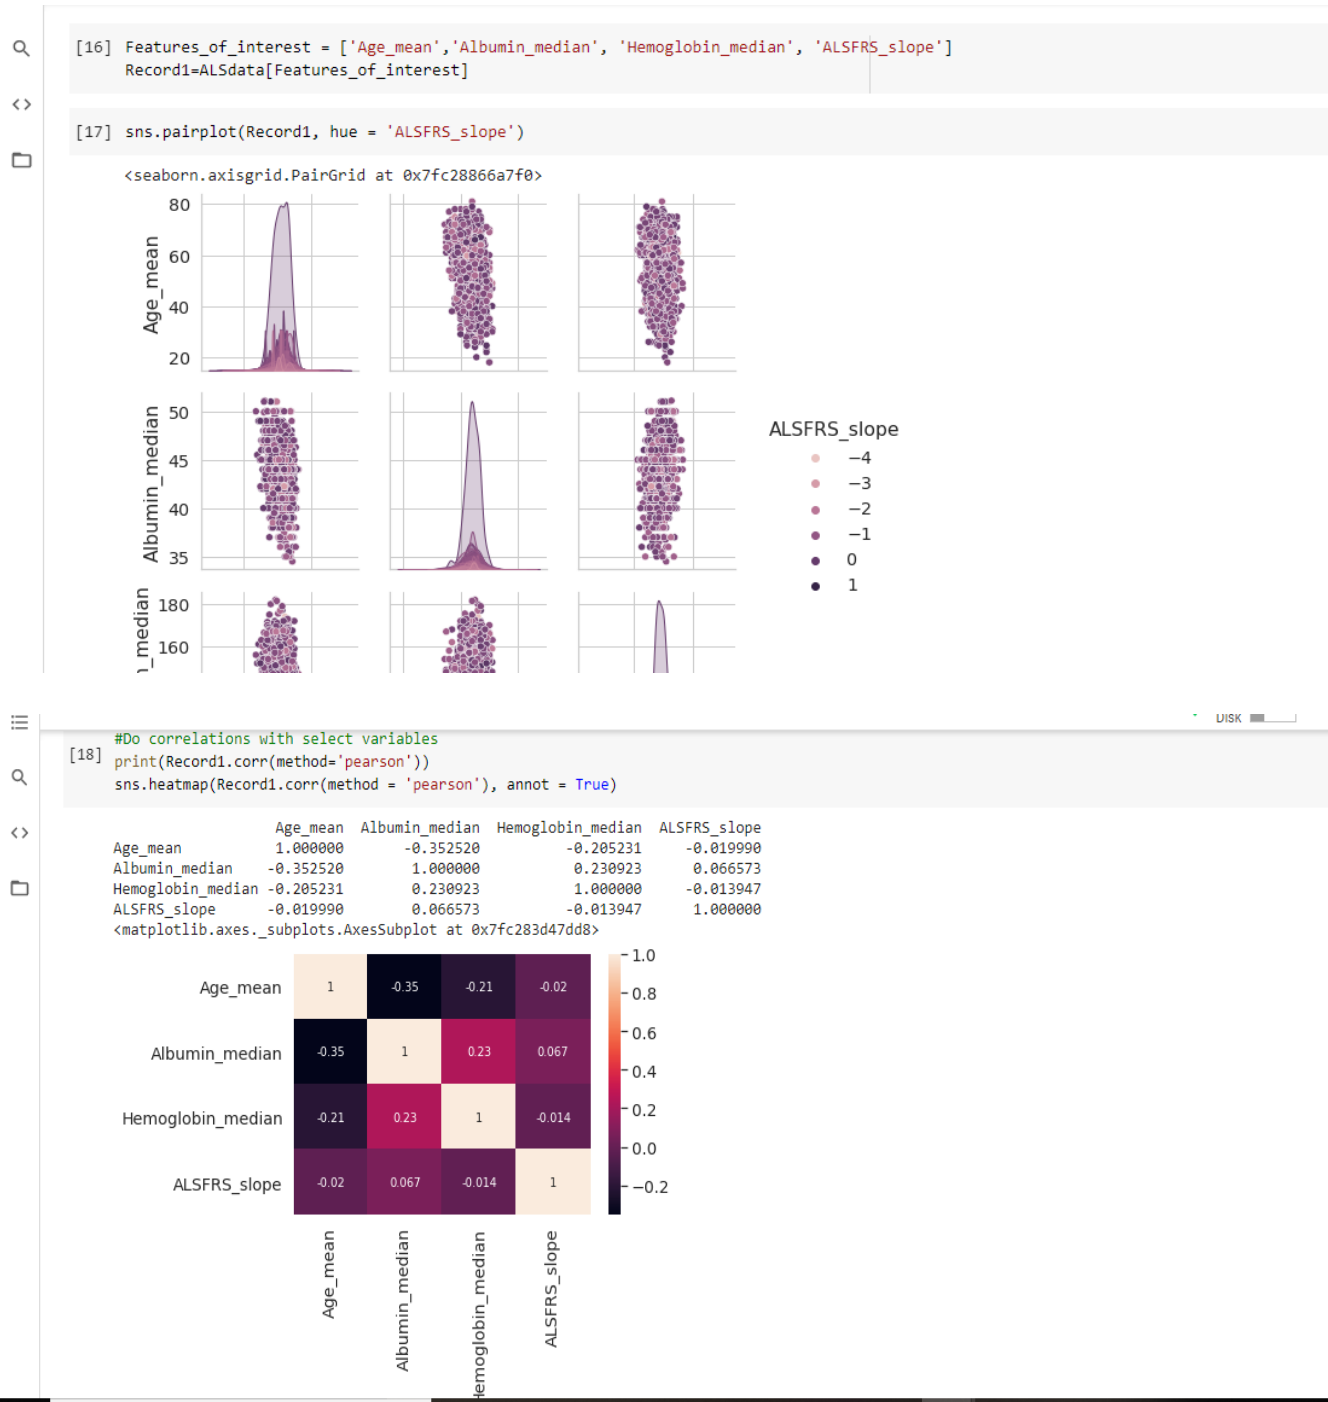 [16] Features_of_interest = ['Age_mean','Albumin_median', 'Hemoglobin_median', 'ALSFRS_slope']
Record1=ALSdata[Features_of_interest]
[17] sns.pairplot(Record1, hue = 'ALSFRS_slope')
<seaborn.axisgrid.PairGrid at 0x7fc28866a7f0>
Age_mean
80
60
40
20
Albumin_median
50
45
40
35
_median
180
160
ALSFRS_slope
−4
−3
−2
−1
0
1
Disk
#Do correlations with select variables
[18] print(Record1.corr(method='pearson'))
sns.heatmap(Record1.corr(method = 'pearson'), annot = True)
Age_mean Albumin_median Hemoglobin_median ALSFRS_slope
Age_mean 1.000000 -0.352520 -0.205231 -0.019990
Albumin_median -0.352520 1.000000 0.230923 0.066573
Hemoglobin_median -0.205231 0.230923 1.000000 -0.013947
ALSFRS_slope -0.019990 0.066573 -0.013947 1.000000
<matplotlib.axes._subplots.AxesSubplot at 0x7fc283d47dd8>
Age_mean 1 -0.35 -0.21 -0.02
Albumin_median -0.35 1 0.23 0.067
Hemoglobin_median -0.21 0.23 1 -0.014
ALSFRS_slope -0.02 0.067 -0.014 1
1.0
0.8
0.6
0.4
0.2
0.0
−0.2
Age_mean
Albumin_median
Hemoglobin_median
ALSFRS_slope